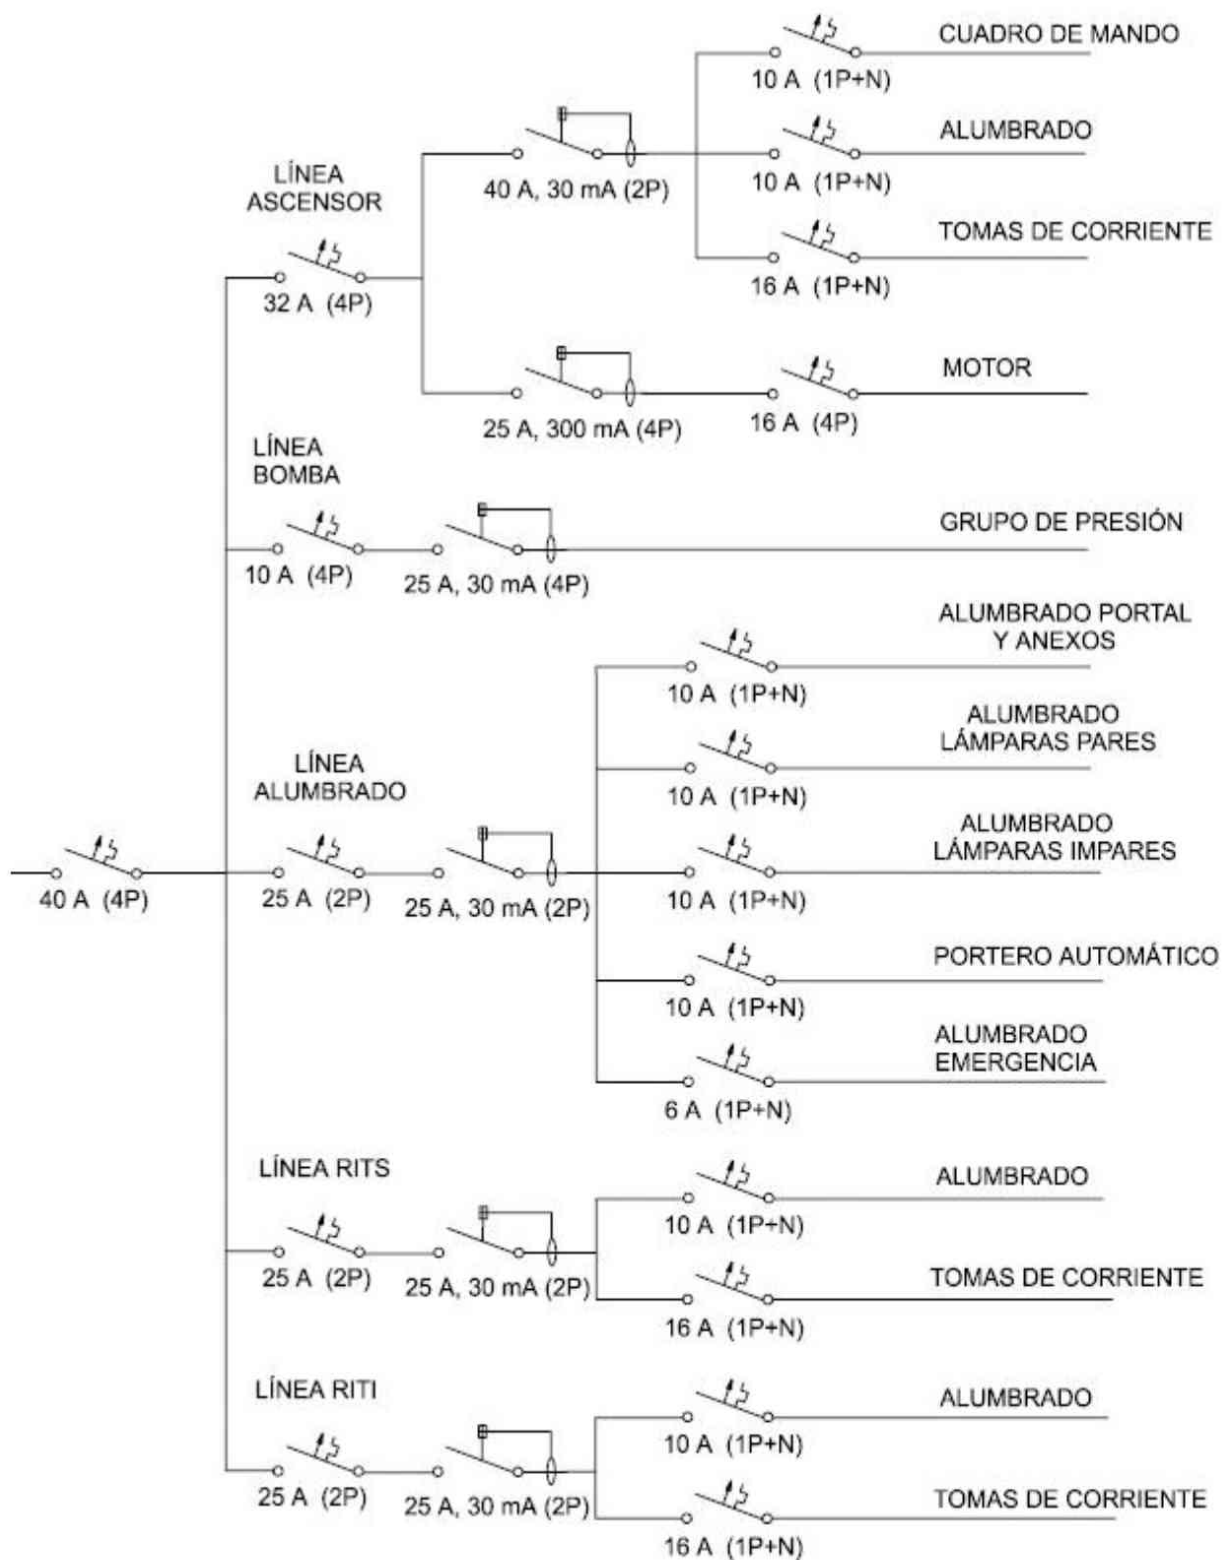 CUADRO DE MANDO
10 A (1P+N)
ALUMBRADO
10 A (1P+N)
LÍNEA
ASCENSOR
40 A, 30 mA (2P)
TOMAS DE CORRIENTE
16 A (1P+N)
32 A (4P)
MOTOR
25 A, 300 mA (4P)
16 A (4P)
LÍNEA
BOMBA
GRUPO DE PRESIÓN
10 A (4P)
25 A, 30 mA (4P)
ALUMBRADO PORTAL
Y ANEXOS
10 A (1P+N)
ALUMBRADO
LÁMPARAS PARES
10 A (1P+N)
LÍNEA
ALUMBRADO
ALUMBRADO
LÁMPARAS IMPARES
40 A (4P)
25 A (2P)
25 A, 30 mA (2P)
10 A (1P+N)
PORTERO AUTOMÁTICO
10 A (1P+N)
ALUMBRADO
EMERGENCIA
6 A (1P+N)
LÍNEA RITS
ALUMBRADO
10 A (1P+N)
25 A (2P)
25 A, 30 mA (2P)
TOMAS DE CORRIENTE
16 A (1P+N)
LÍNEA RITI
ALUMBRADO
10 A (1P+N)
25 A (2P)
25 A, 30 mA (2P)
TOMAS DE CORRIENTE
16 A (1P+N)